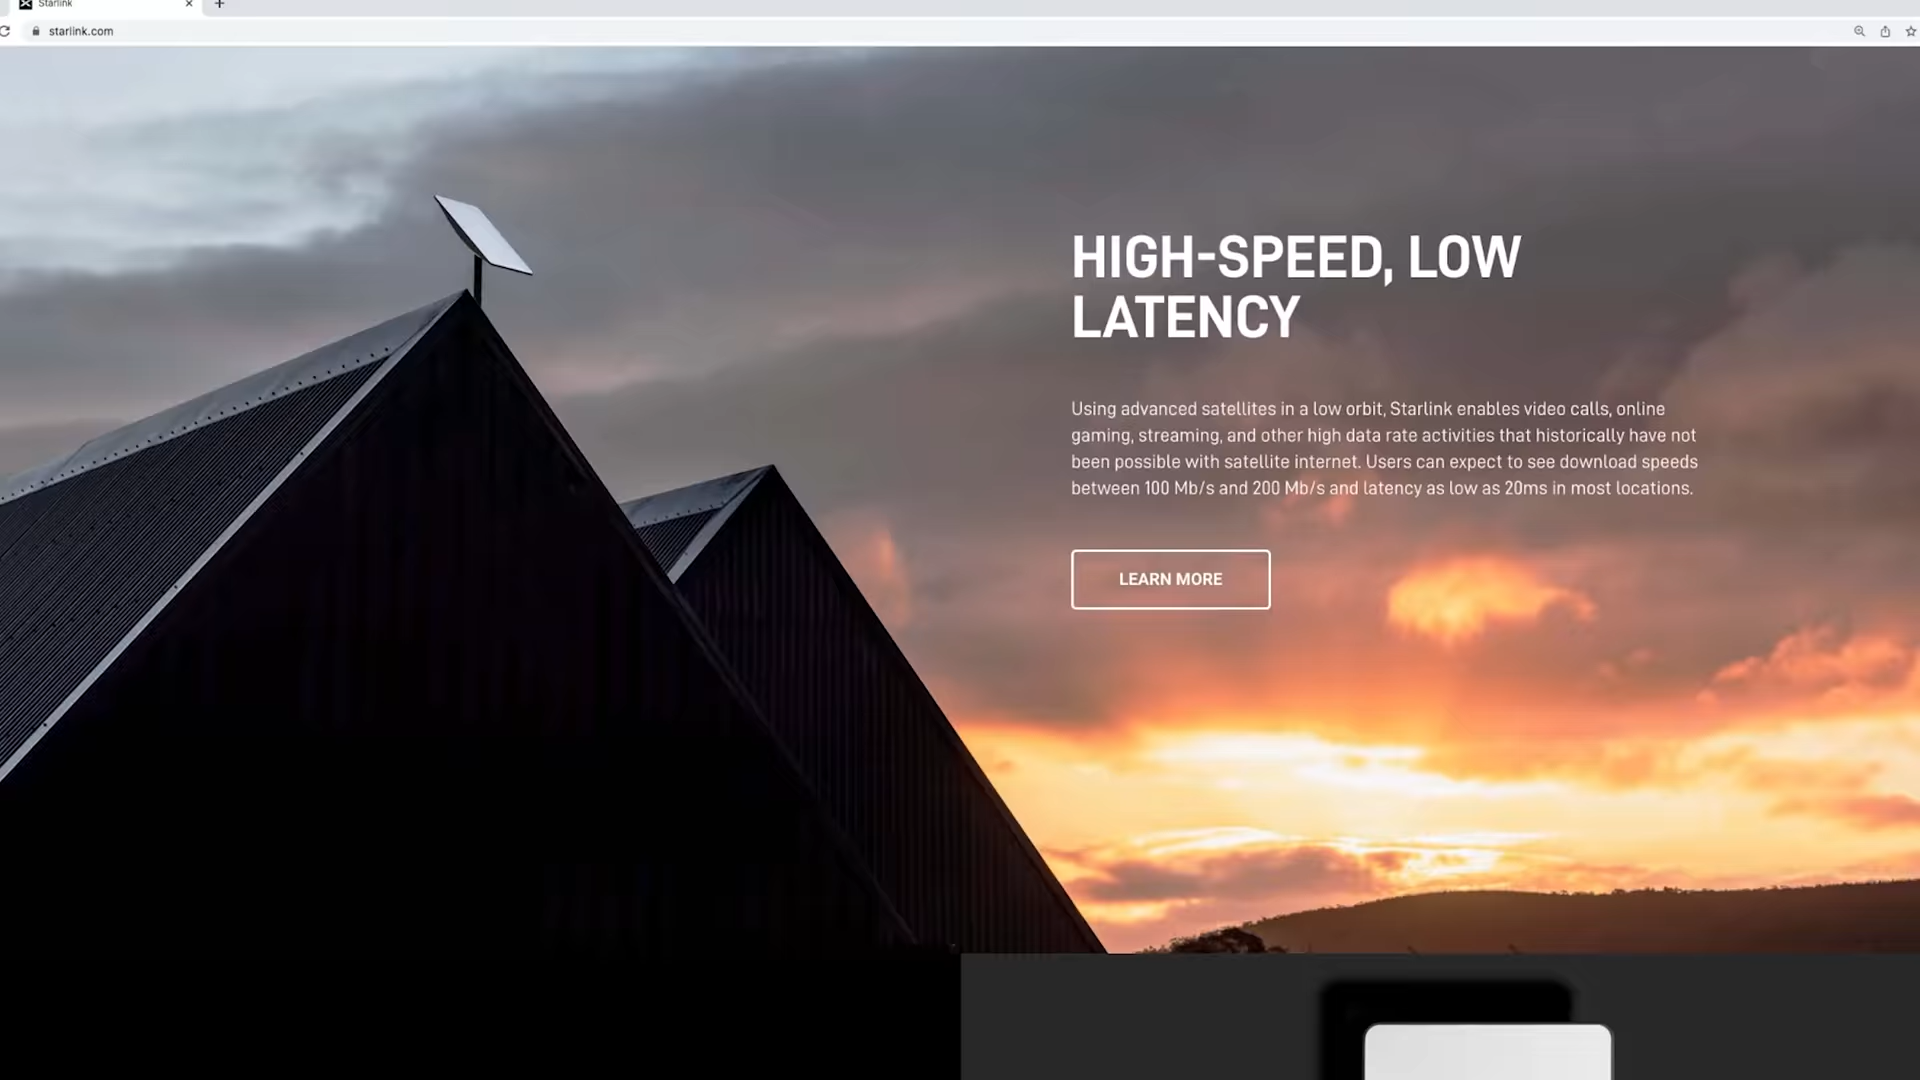 Starlink
starlink.com
HIGH-SPEED, LOW
LATENCY
Using advanced satellites in a low orbit, Starlink enables video calls, online
gaming, streaming, and other high data rate activities that historically have not
been possible with satellite internet. Users can expect to see download speeds
between 100 Mb/s and 200 Mb/s and latency as low as 20ms in most locations.
LEARN MORE